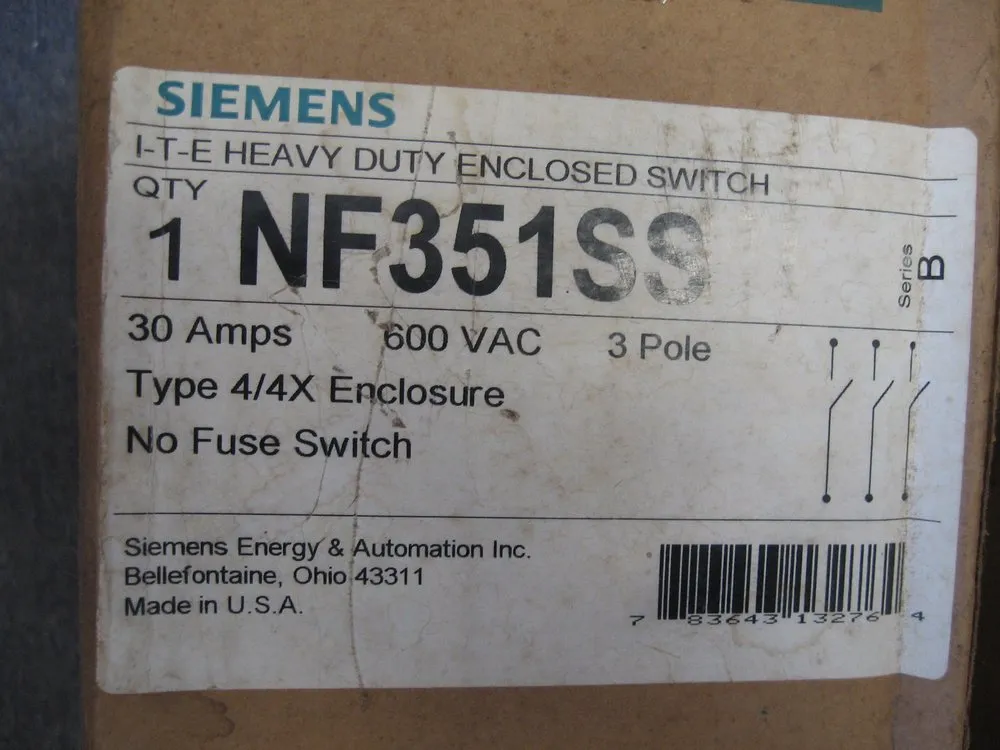 SIEMENS
I-T-E HEAVY DUTY ENCLOSED SWITCH
QTY
1 NF351SS
Series B
30 Amps 600 VAC 3 Pole
Type 4/4X Enclosure
No Fuse Switch
Siemens Energy & Automation Inc.
Bellefontaine, Ohio 43311
Made in U.S.A.
7 83643 13276 4